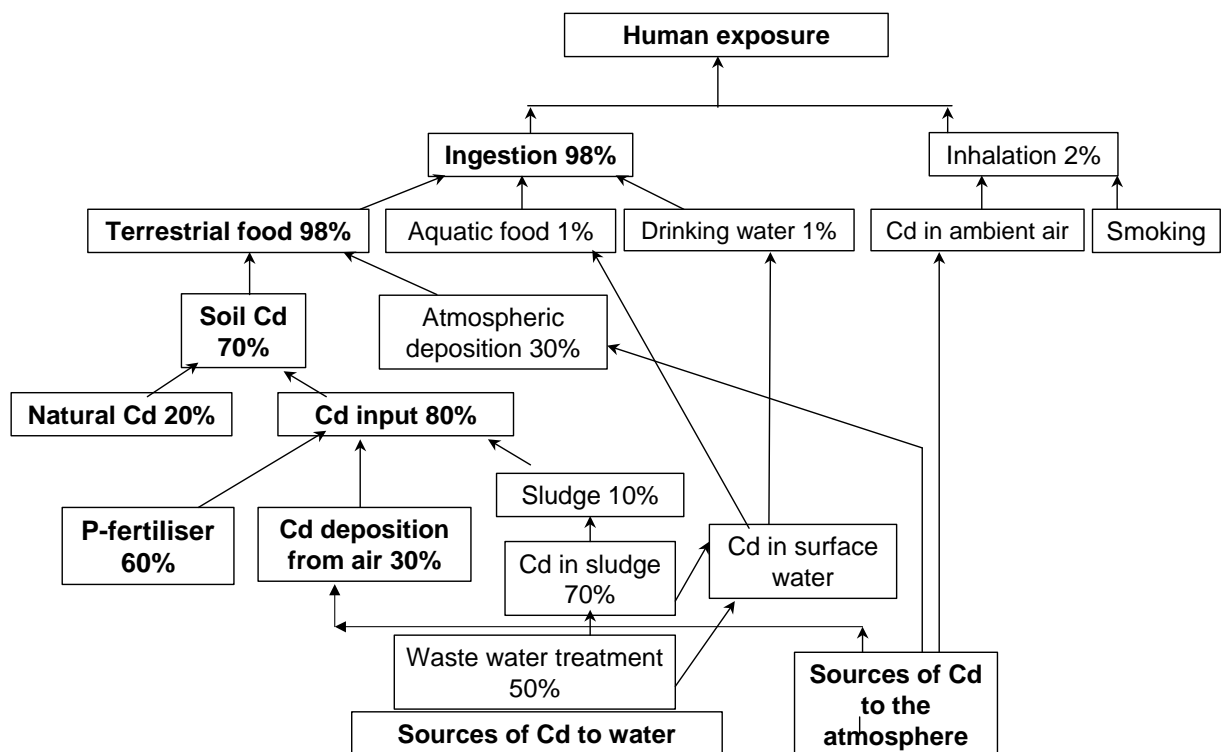 Human exposure
Ingestion 98%
Inhalation 2%
Terrestrial food 98%
Aquatic food 1%
Drinking water 1%
Cd in ambient air
Smoking
Soil Cd
70%
Atmospheric
deposition 30%
Natural Cd 20%
Cd input 80%
Sludge 10%
P-fertiliser
60%
Cd deposition
from air 30%
Cd in sludge
70%
Cd in surface
water
Waste water treatment
50%
Sources of Cd to water
Sources of Cd
to the
atmosphere